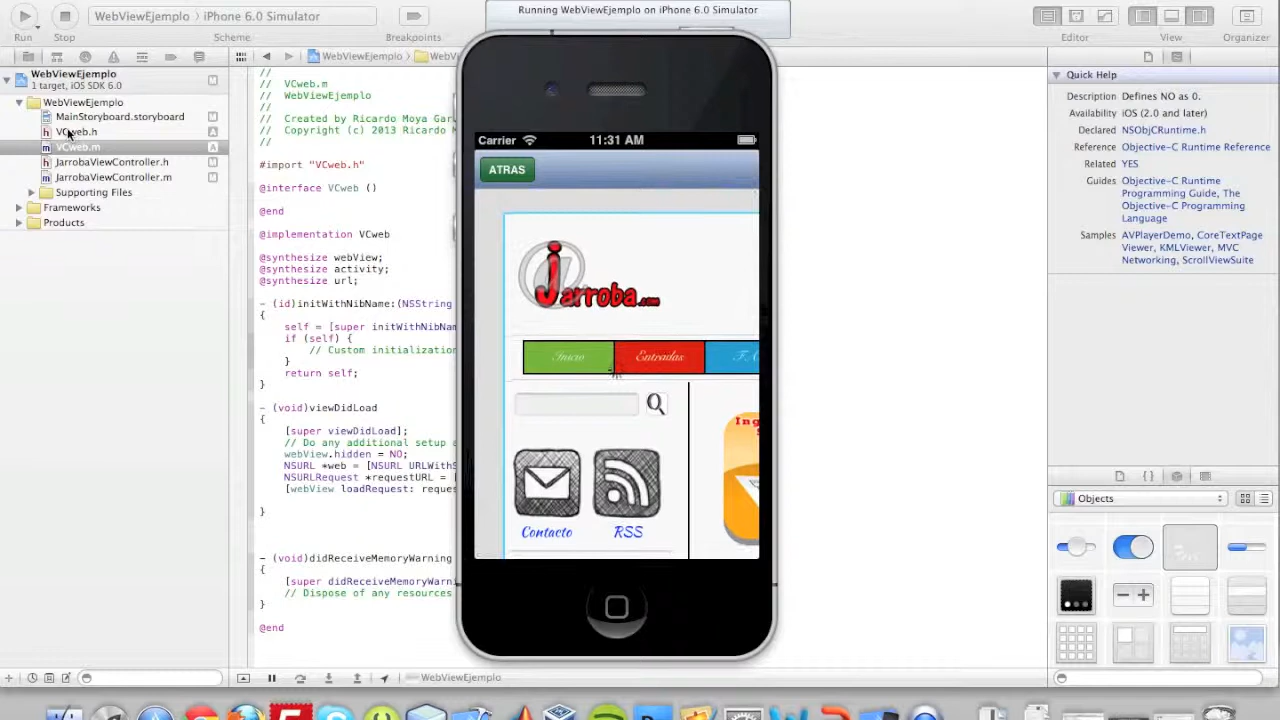 WebViewEjemplo > iPhone 6.0 Simulator
Run
Stop
Scheme
Breakpoints
Running WebViewEjemplo on iPhone 6.0 Simulator
Editor
View
Organizer
WebViewEjemplo
1 target, iOS SDK 6.0
WebViewEjemplo
MainStoryboard.storyboard
VCweb.h
VCweb.m
JarrobaViewController.h
JarrobaViewController.m
Supporting Files
Frameworks
Products
WebViewEjemplo
//
// VCweb.m
// WebViewEjemplo
//
// Created by Ricardo Moya
// Copyright (c) 2013 Ricardo
//
#import "VCweb.h"
@interface VCweb ()
@end
@implementation VCweb
@synthesize webView;
@synthesize activity;
@synthesize url;
- (id)initWithNibName:(NSString
{
self = [super initWithNibName
if (self) {
// Custom initialization
}
return self;
}
- (void)viewDidLoad
{
[super viewDidLoad];
// Do any additional setup
webView.hidden = NO;
NSURL *web = [NSURL
NSURLRequest *requestURL = [
[webView loadRequest:
}
- (void)didReceiveMemoryWarning
{
[super
// Dispose of any resources
}
@end
Carrier
11:31 AM
ATRAS
Jarroba.com
Inicio
Entradas
Contacto
RSS
Quick Help
Description Defines NO as 0.
Availability iOS (2.0 and later)
Declared NSObjCRuntime.h
Reference Objective-C Runtime Reference
Related YES
Guides Objective-C Runtime
Programming Guide, The
Objective-C Programming
Language
Samples AVPlayerDemo, CoreTextPage
Viewer, KMLViewer, MVC
Networking, ScrollViewSuite
Objects
WebViewEjemplo